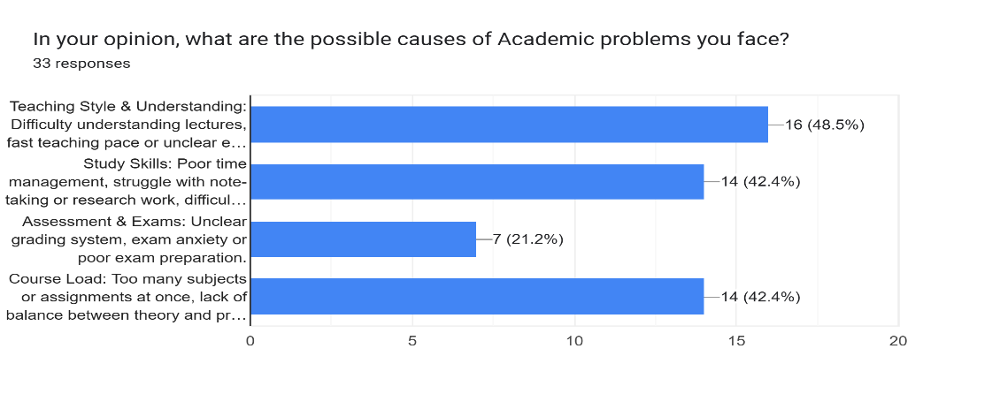 In your opinion, what are the possible causes of Academic problems you face?
33 responses
Teaching Style & Understanding:
Difficulty understanding lectures,
fast teaching pace or unclear e…
16 (48.5%)
Study Skills: Poor time
management, struggle with note-
taking or research work, difficul…
14 (42.4%)
Assessment & Exams: Unclear
grading system, exam anxiety or
poor exam preparation.
7 (21.2%)
Course Load: Too many subjects
or assignments at once, lack of
balance between theory and pr…
14 (42.4%)
0 5 10 15 20